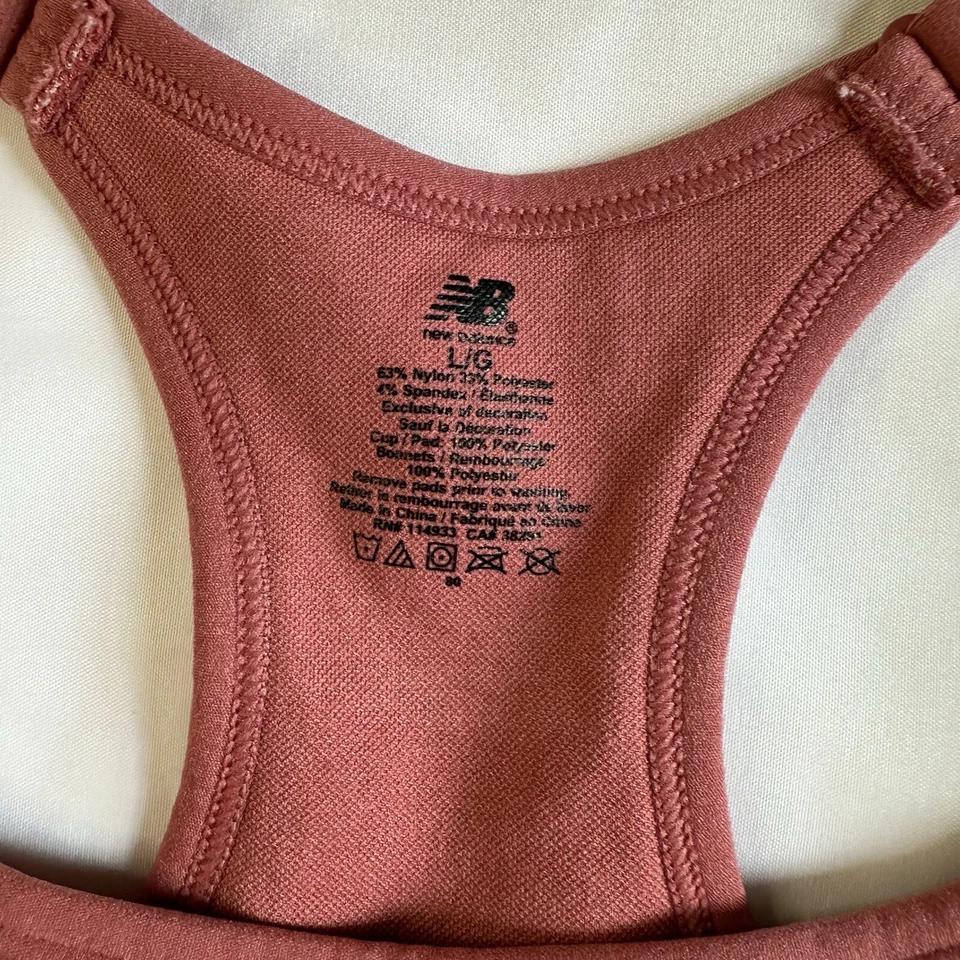 NB
new balance
L/G
63% Nylon 33% Polyester
4% Spandex / Élasthanne
Exclusive of decoration
Sauf la Décoration
Cup / Pad: 100% Polyester
Bonnets / Rembourrage
100% Polyester
Remove pads prior to washing.
Retirer le rembourrage avant de laver
Made in China / Fabriqué en Chine
RN# 114933 CA#